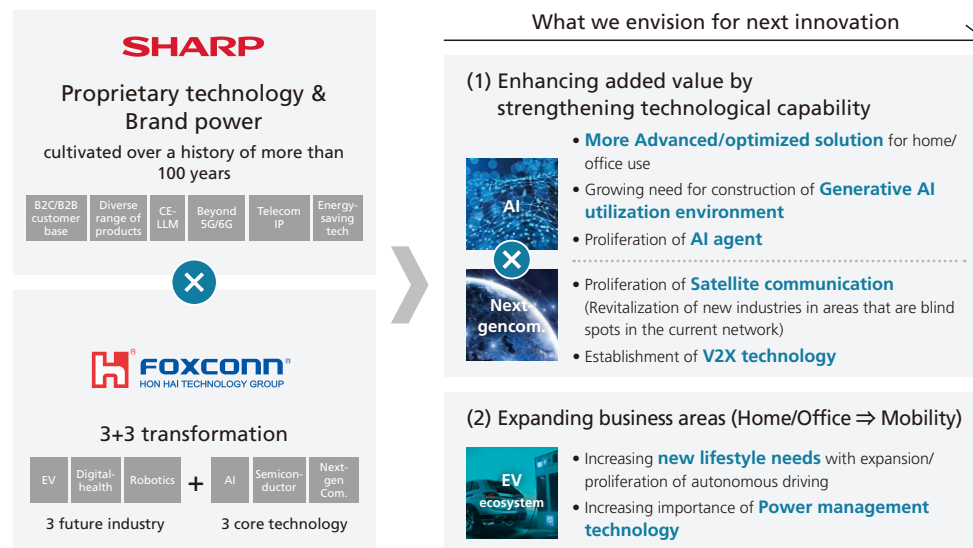 SHARP
Proprietary technology &
Brand power
cultivated over a history of more than
100 years
B2C/B2B
customer
base
Diverse
range of
products
CE-
LLM
Beyond
5G/6G
Telecom
IP
Energy-
saving
tech
FOXCONN®
HON HAI TECHNOLOGY GROUP
3+3 transformation
EV
Digital-
health
Robotics
+
AI
Semicon-
ductor
Next-
gen
Com.
3 future industry
3 core technology
What we envision for next innovation
(1) Enhancing added value by
strengthening technological capability
AI
• More Advanced/optimized solution for home/
office use
• Growing need for construction of Generative AI
utilization environment
• Proliferation of AI agent
Next-
gencom.
• Proliferation of Satellite communication
(Revitalization of new industries in areas that are blind
spots in the current network)
• Establishment of V2X technology
(2) Expanding business areas (Home/Office ⇒ Mobility)
EV
ecosystem
• Increasing new lifestyle needs with expansion/
proliferation of autonomous driving
• Increasing importance of Power management
technology